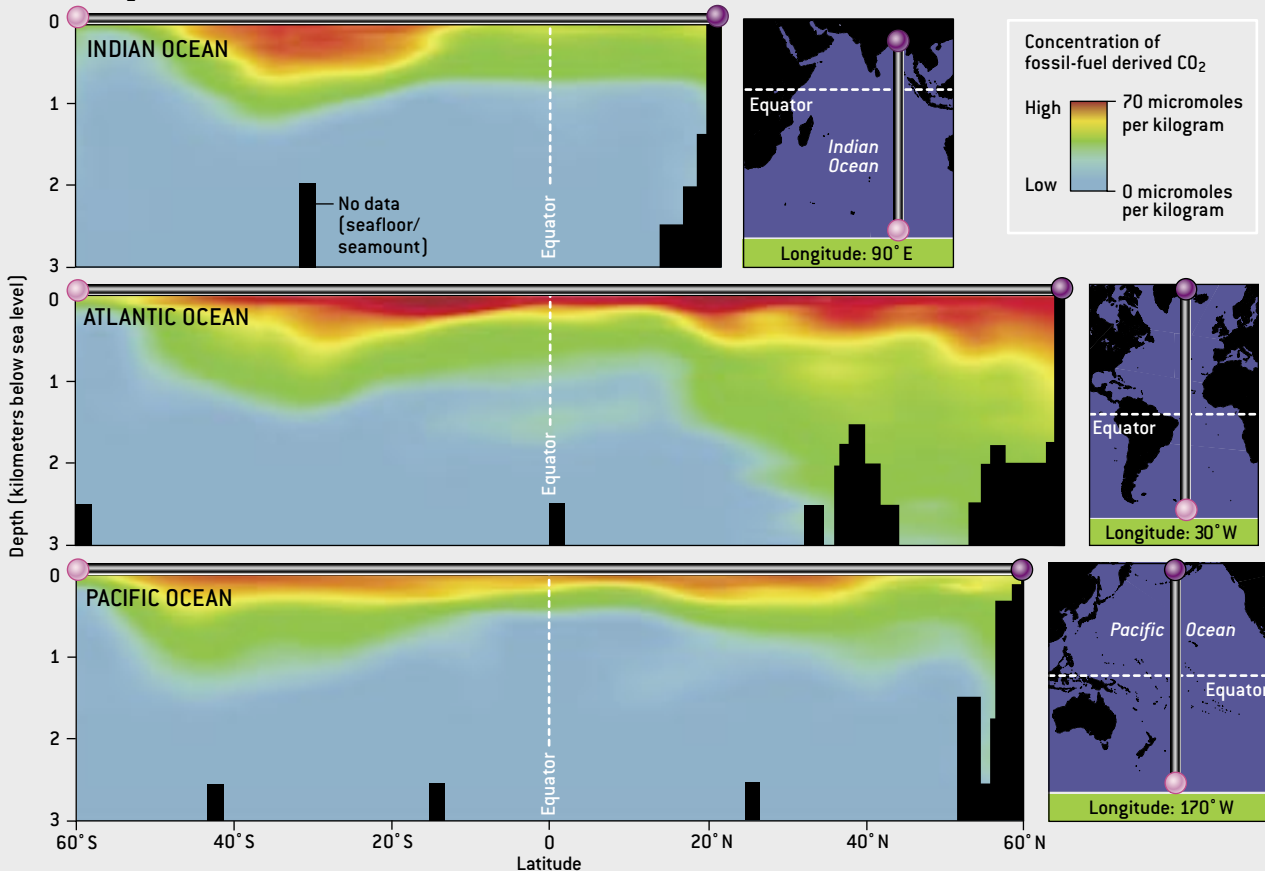 0
INDIAN OCEAN
1
2
3
No data
(seafloor/
seamount)
Equator
Equator
Indian
Ocean
Longitude: 90° E
Concentration of
fossil-fuel derived CO₂
High
70 micromoles
per kilogram
Low
0 micromoles
per kilogram
Depth (kilometers below sea level)
0
ATLANTIC OCEAN
1
2
3
Equator
Equator
Longitude: 30° W
0
PACIFIC OCEAN
1
2
3
Equator
Pacific Ocean
Equator
Longitude: 170° W
60° S
40° S
20° S
0
20° N
40° N
60° N
Latitude